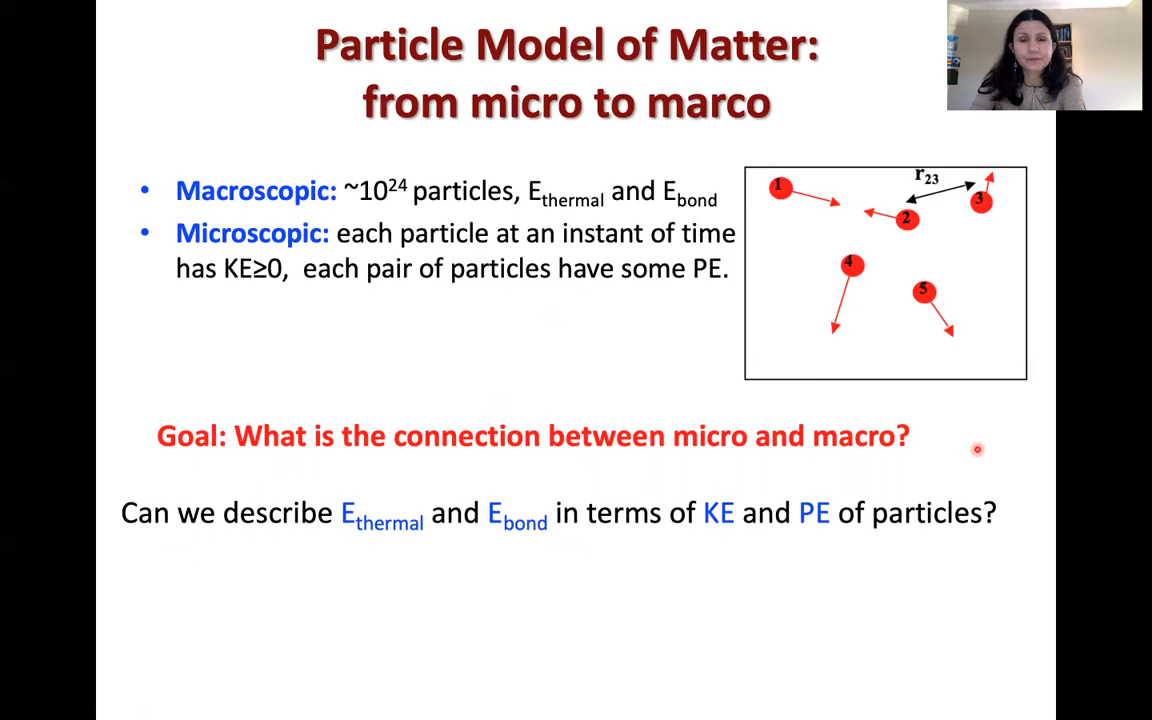 Particle Model of Matter:
from micro to marco
• Macroscopic: ~10²⁴ particles, E_thermal and E_bond
• Microscopic: each particle at an instant of time
has KE≥0, each pair of particles have some PE.
1
r₂₃
2
3
4
5
Goal: What is the connection between micro and macro?
Can we describe E_thermal and E_bond in terms of KE and PE of particles?